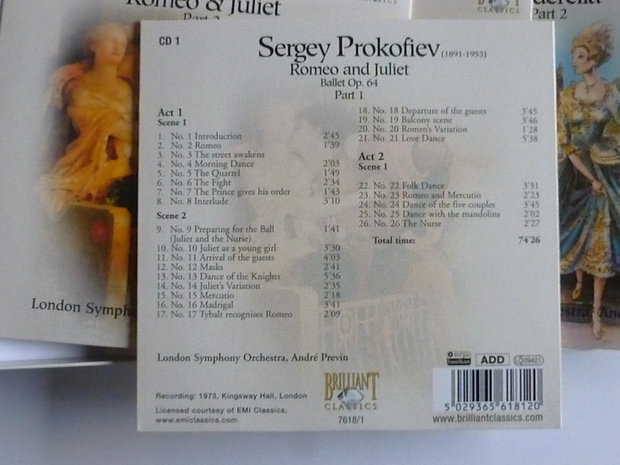 Romeo & Juliet
Part 2
CLASSICS
derella
Part 2
CD 1
Sergey Prokofiev (1891-1953)
Romeo and Juliet
Ballet Op. 64
Part 1
Act 1
Scene 1
1. No. 1 Introduction 2'45
2. No. 2 Romeo 1'39
3. No. 3 The street awakens
4. No. 4 Morning Dance 2'03
5. No. 5 The Quarrel 1'49
6. No. 6 The Fight 2'34
7. No. 7 The Prince gives his order 1'43
8. No. 8 Interlude 3'10
Scene 2
9. No. 9 Preparing for the Ball 1'41
(Juliet and the Nurse)
10. No. 10 Juliet as a young girl 3'30
11. No. 11 Arrival of the guests 4'03
12. No. 12 Masks 2'41
13. No. 13 Dance of the Knights 5'36
14. No. 14 Juliet's Variation 2'35
15. No. 15 Mercutio 2'18
16. No. 16 Madrigal 3'41
17. No. 17 Tybalt recognises Romeo 2'09
18. No. 18 Departure of the guests 3'45
19. No. 19 Balcony scene 3'46
20. No. 20 Romeo's Variation 1'28
21. No. 21 Love Dance 5'38
Act 2
Scene 1
22. No. 22 Folk Dance 3'31
23. No. 23 Romeo and Mercutio 2'23
24. No. 24 Dance of the five couples 3'45
25. No. 25 Dance with the mandolins 2'02
26. No. 26 The Nurse 2'27
Total time: 74'26
London Symph
estra, An
London Symphony Orchestra, André Previn
Recording: 1973, Kingsway Hall, London
Licensed courtesy of EMI Classics,
www.emiclassics.com
BRILLIANT
CLASSICS
7618/1
ADD
LC 09421
5 029365 618120
www.brilliantclassics.com